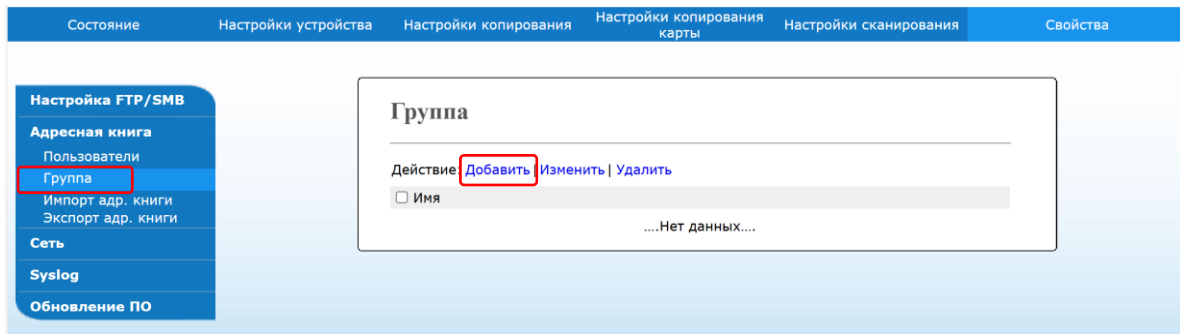 Состояние Настройки устройства Настройки копирования Настройки копирования карты Настройки сканирования Свойства
Настройка FTP/SMB
Адресная книга
Пользователи
Группа
Импорт адр. книги
Экспорт адр. книги
Сеть
Syslog
Обновление ПО
Группа
Действие: Добавить | Изменить | Удалить
Имя
....Нет данных....